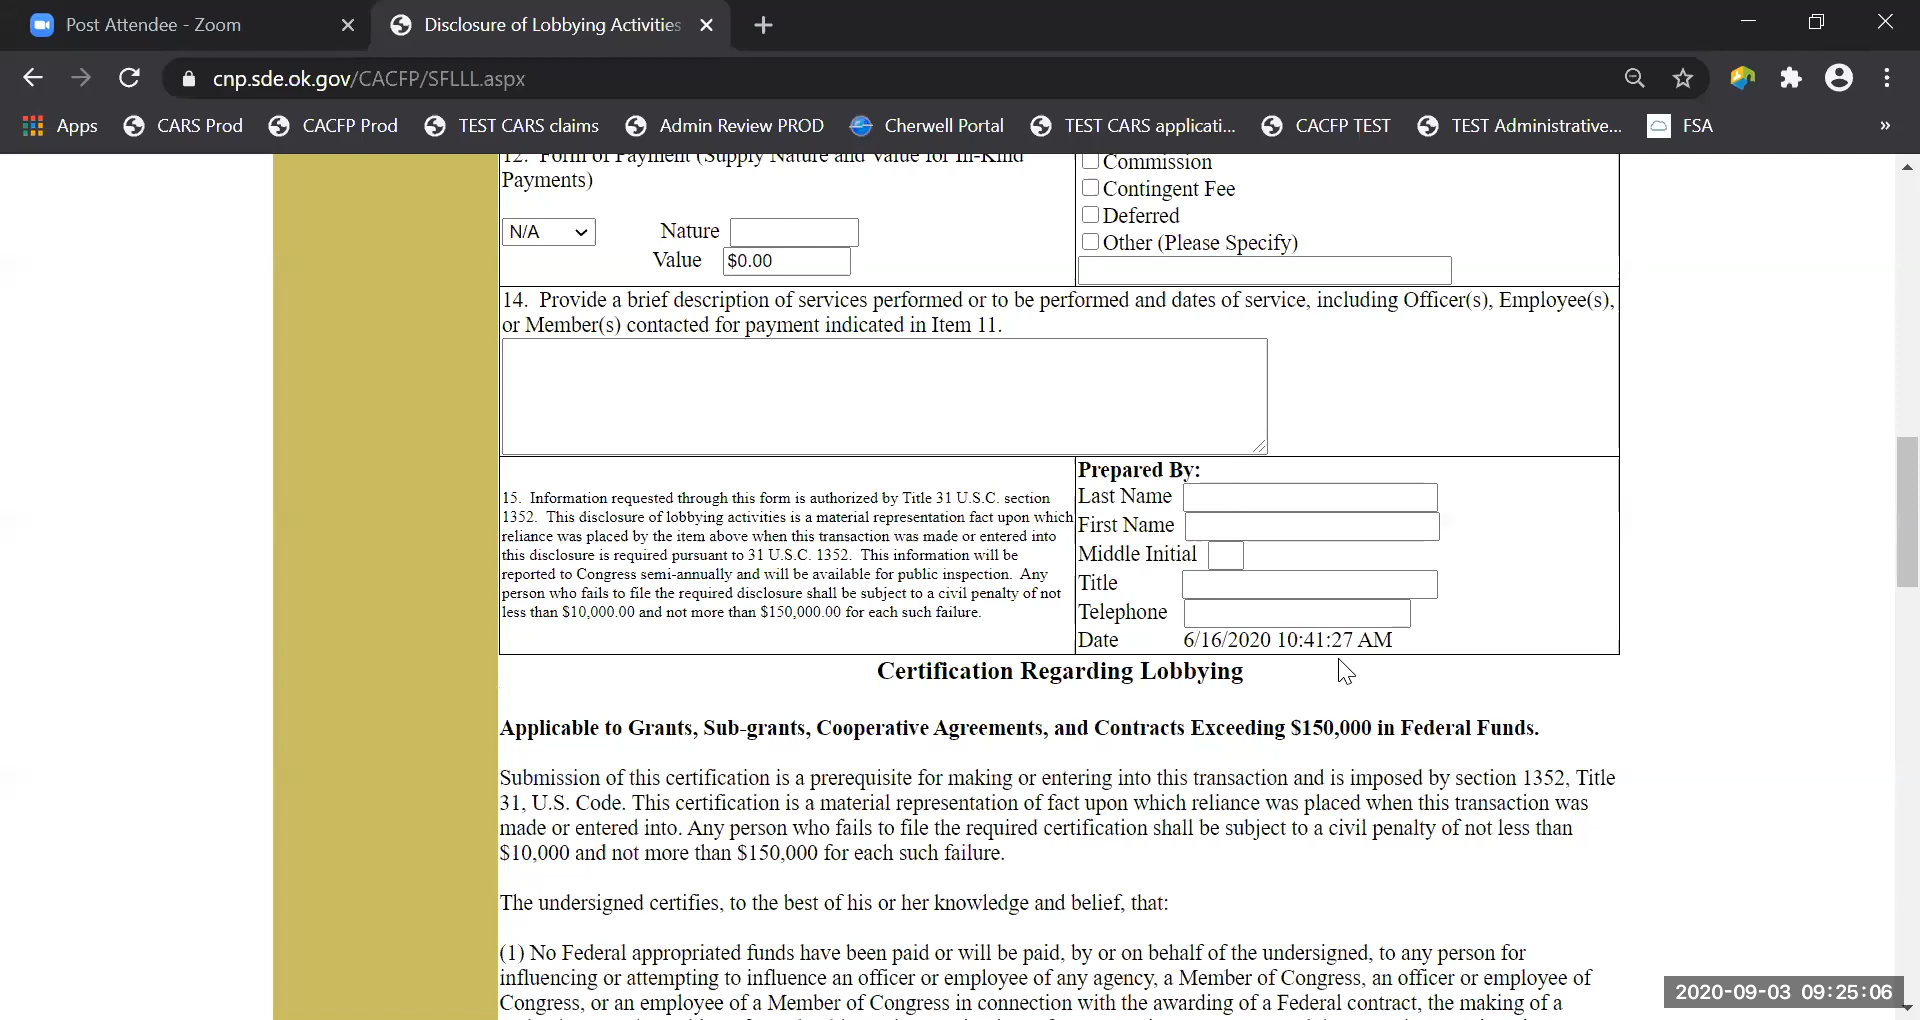 Post Attendee - Zoom
Disclosure of Lobbying Activities
cnp.sde.ok.gov/CACFP/SFLLL.aspx
Apps CARS Prod CACFP Prod TEST CARS claims Admin Review PROD Cherwell Portal TEST CARS applicati... CACFP TEST TEST Administrative... FSA »
12. Form of Payment (Supply Nature and Value for In-Kind
Payments)
N/A Nature
Value $0.00
Commission
Contingent Fee
Deferred
Other (Please Specify)
14. Provide a brief description of services performed or to be performed and dates of service, including Officer(s), Employee(s),
or Member(s) contacted for payment indicated in Item 11.
15. Information requested through this form is authorized by Title 31 U.S.C. section
1352. This disclosure of lobbying activities is a material representation fact upon which
reliance was placed by the item above when this transaction was made or entered into
this disclosure is required pursuant to 31 U.S.C. 1352. This information will be
reported to Congress semi-annually and will be available for public inspection. Any
person who fails to file the required disclosure shall be subject to a civil penalty of not
less than $10,000.00 and not more than $150,000.00 for each such failure.
Prepared By:
Last Name
First Name
Middle Initial
Title
Telephone
Date 6/16/2020 10:41:27 AM
Certification Regarding Lobbying
Applicable to Grants, Sub-grants, Cooperative Agreements, and Contracts Exceeding $150,000 in Federal Funds.
Submission of this certification is a prerequisite for making or entering into this transaction and is imposed by section 1352, Title
31, U.S. Code. This certification is a material representation of fact upon which reliance was placed when this transaction was
made or entered into. Any person who fails to file the required certification shall be subject to a civil penalty of not less than
$10,000 and not more than $150,000 for each such failure.
The undersigned certifies, to the best of his or her knowledge and belief, that:
(1) No Federal appropriated funds have been paid or will be paid, by or on behalf of the undersigned, to any person for
influencing or attempting to influence an officer or employee of any agency, a Member of Congress, an officer or employee of
Congress, or an employee of a Member of Congress in connection with the awarding of a Federal contract, the making of a
2020-09-03 09:25:06